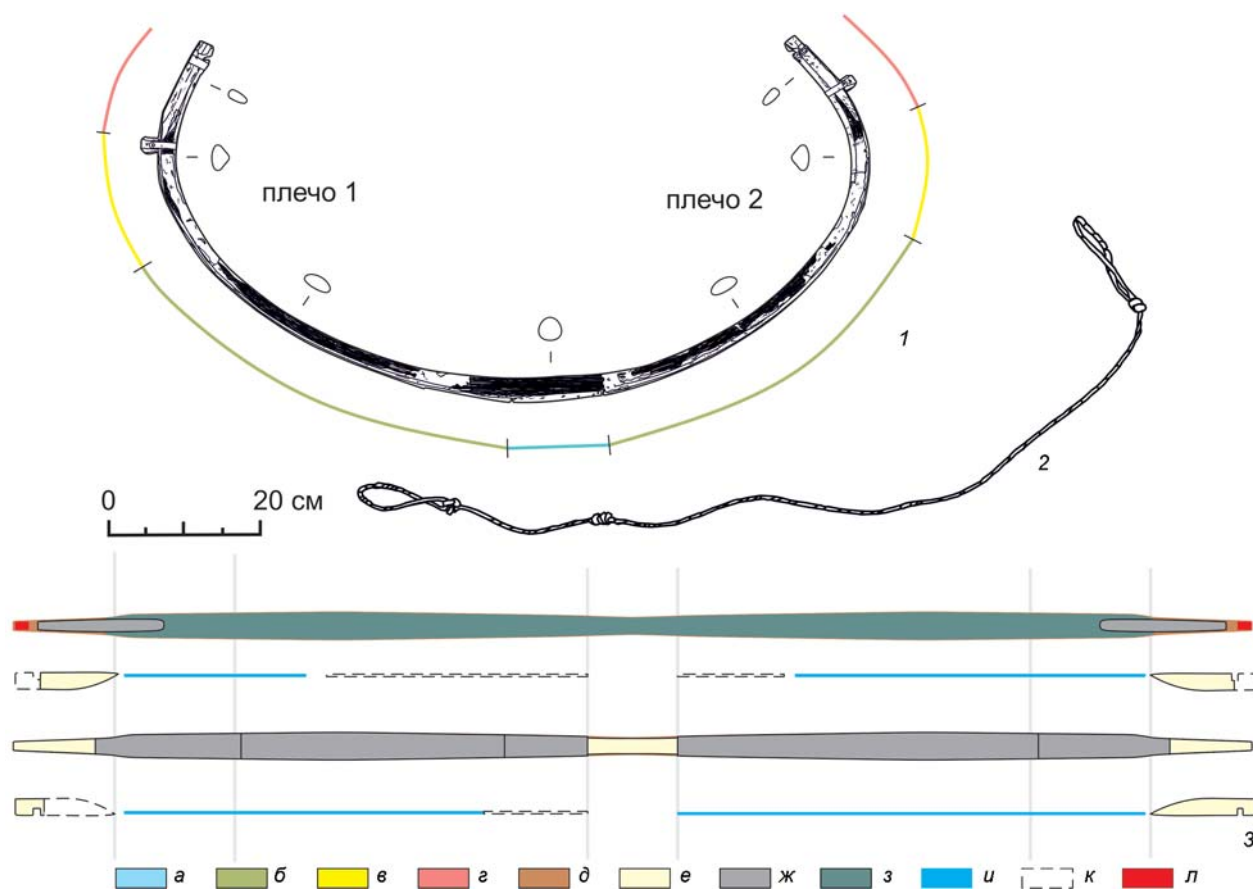 плечо 1
плечо 2
1
2
0 20 см
3
а б в г д е ж з и к л